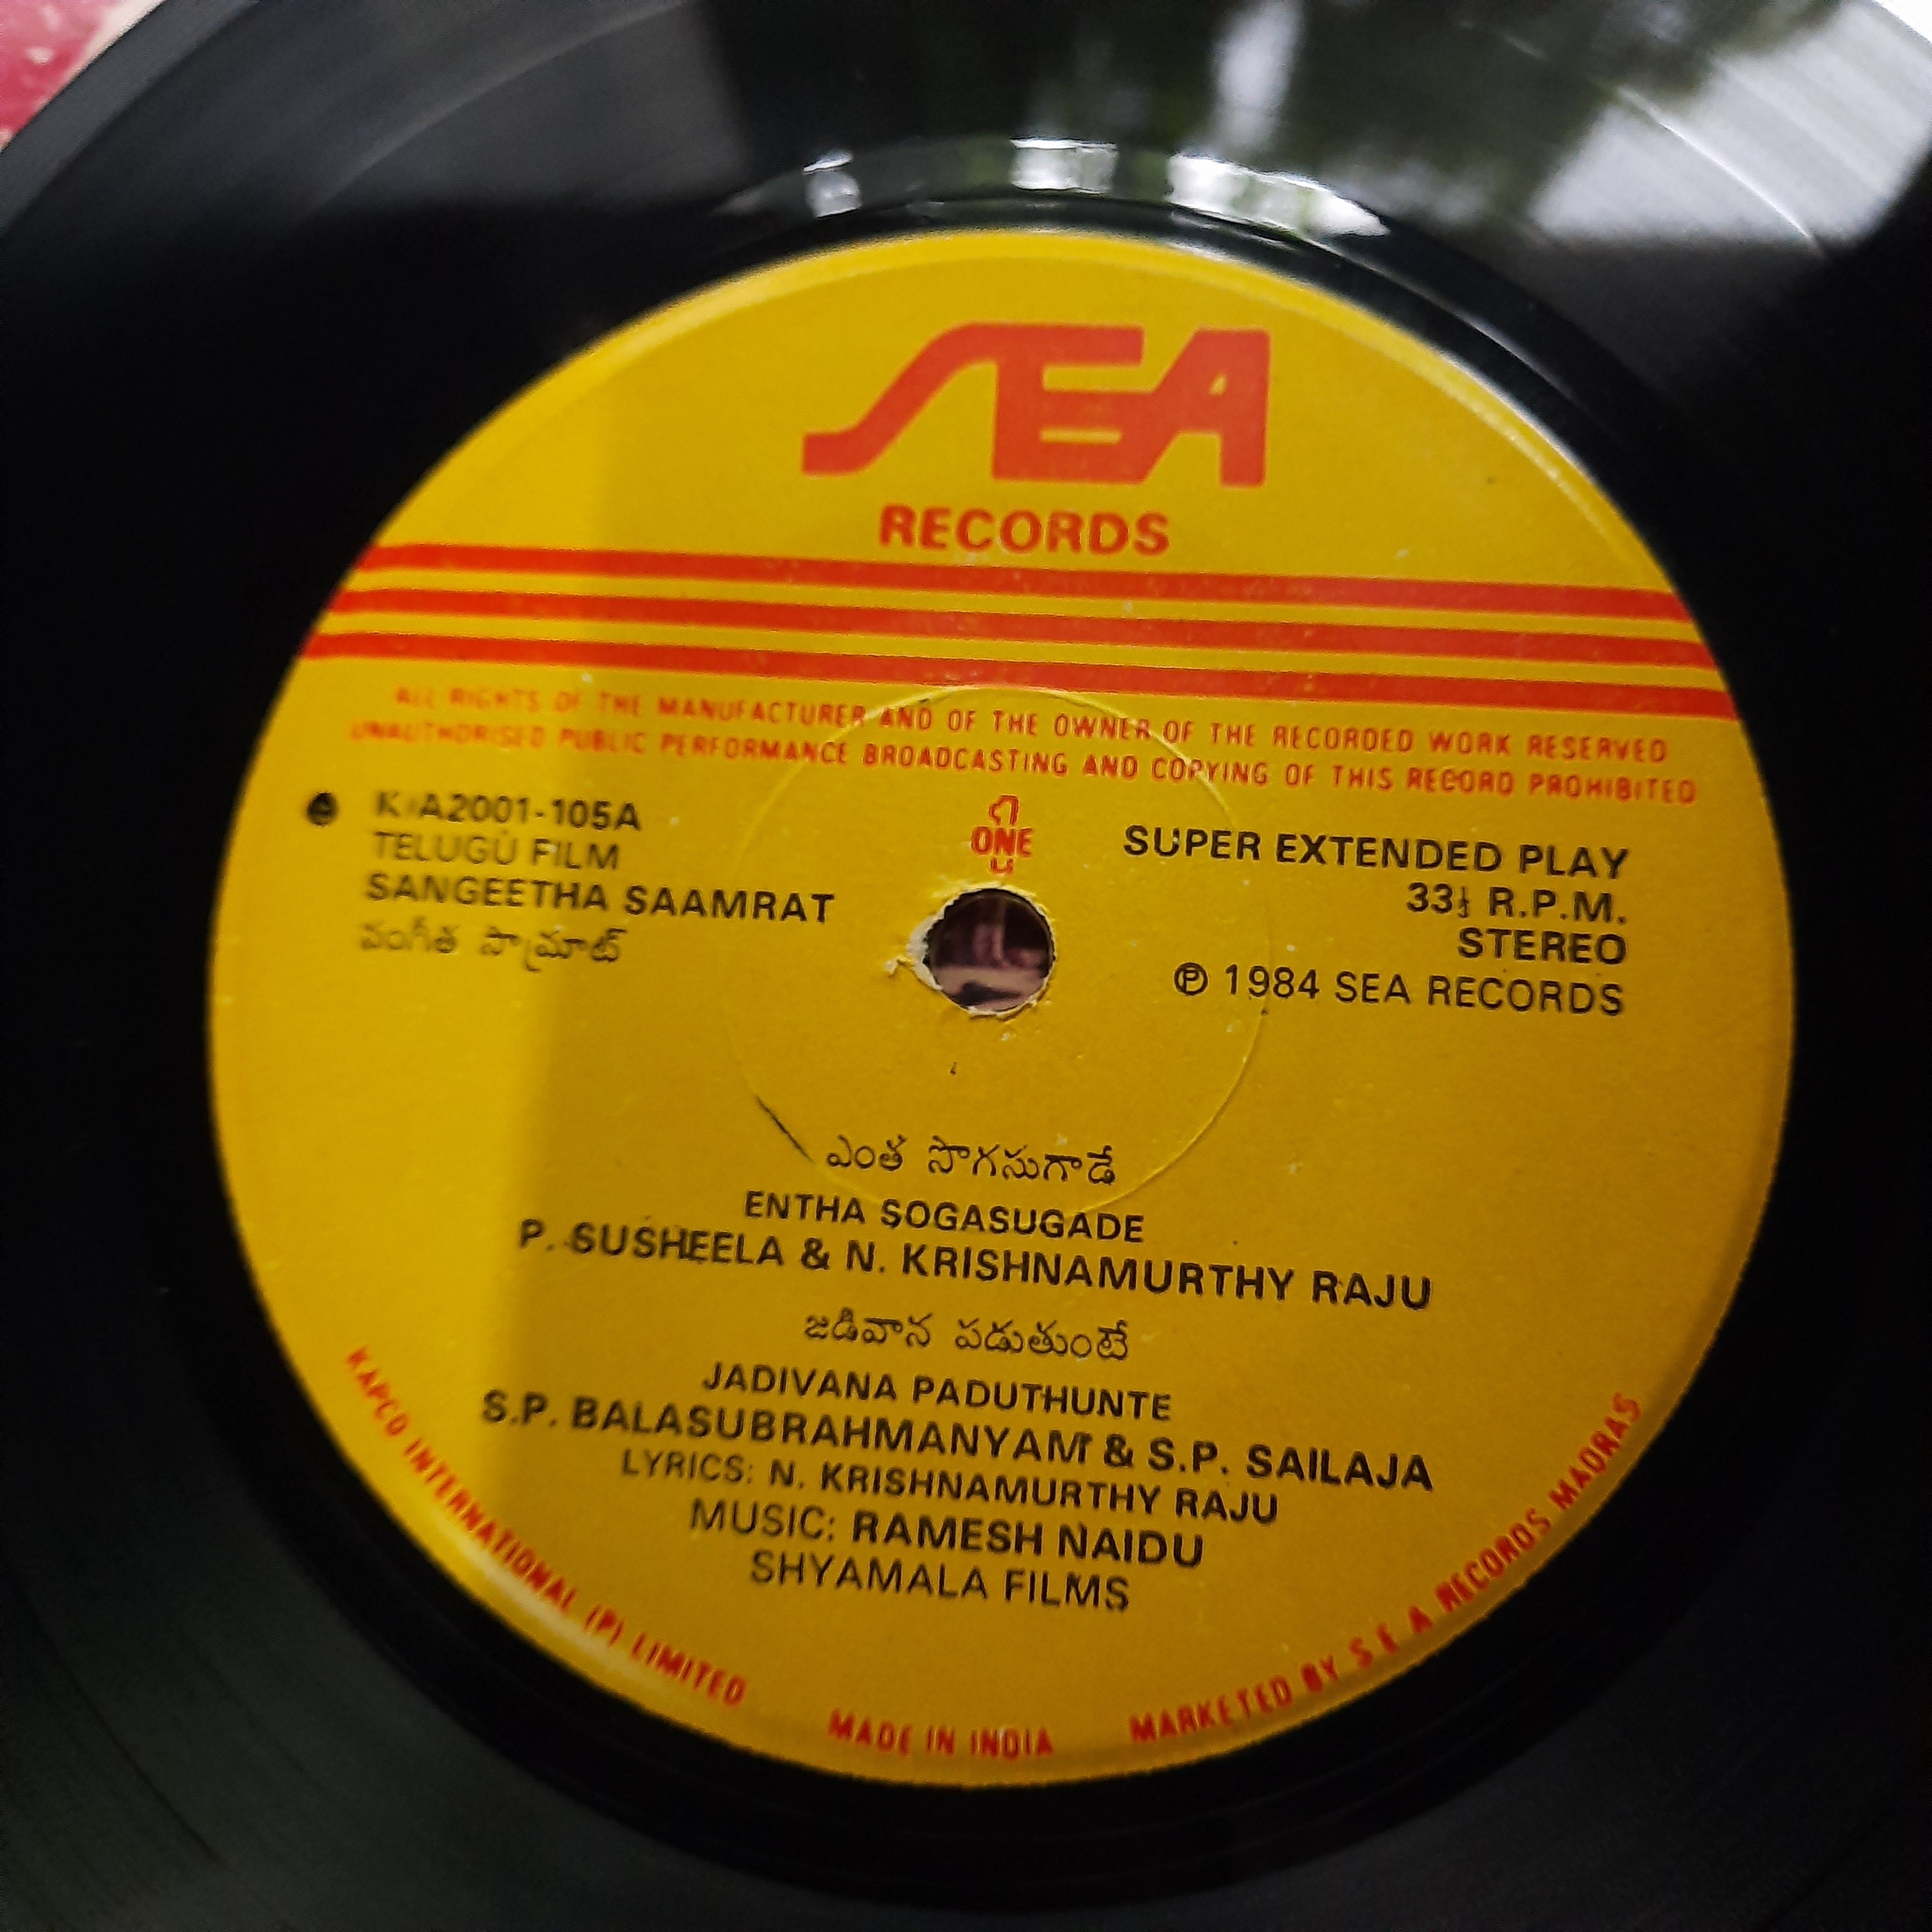 SEA
RECORDS
ALL RIGHTS OF THE MANUFACTURER AND OF THE OWNER OF THE RECORDED WORK RESERVED
UNAUTHORISED PUBLIC PERFORMANCE BROADCASTING AND COPYING OF THIS RECORD PROHIBITED
ONE
K/A2001-105A
TELUGU FILM
SANGEETHA SAAMRAT
సంగీత సామ్రాట్
SUPER EXTENDED PLAY
33⅓ R.P.M.
STEREO
℗ 1984 SEA RECORDS
ఎంత సొగసుగాడే
ENTHA SOGASUGADE
P. SUSHEELA & N. KRISHNAMURTHY RAJU
జడివాన పడుతుంటే
JADIVANA PADUTHUNTE
S.P. BALASUBRAHMANYAM & S.P. SAILAJA
LYRICS: N. KRISHNAMURTHY RAJU
MUSIC: RAMESH NAIDU
SHYAMALA FILMS
KAPCO INTERNATIONAL (P) LIMITED
MADE IN INDIA
MARKETED BY S E A RECORDS MADRAS